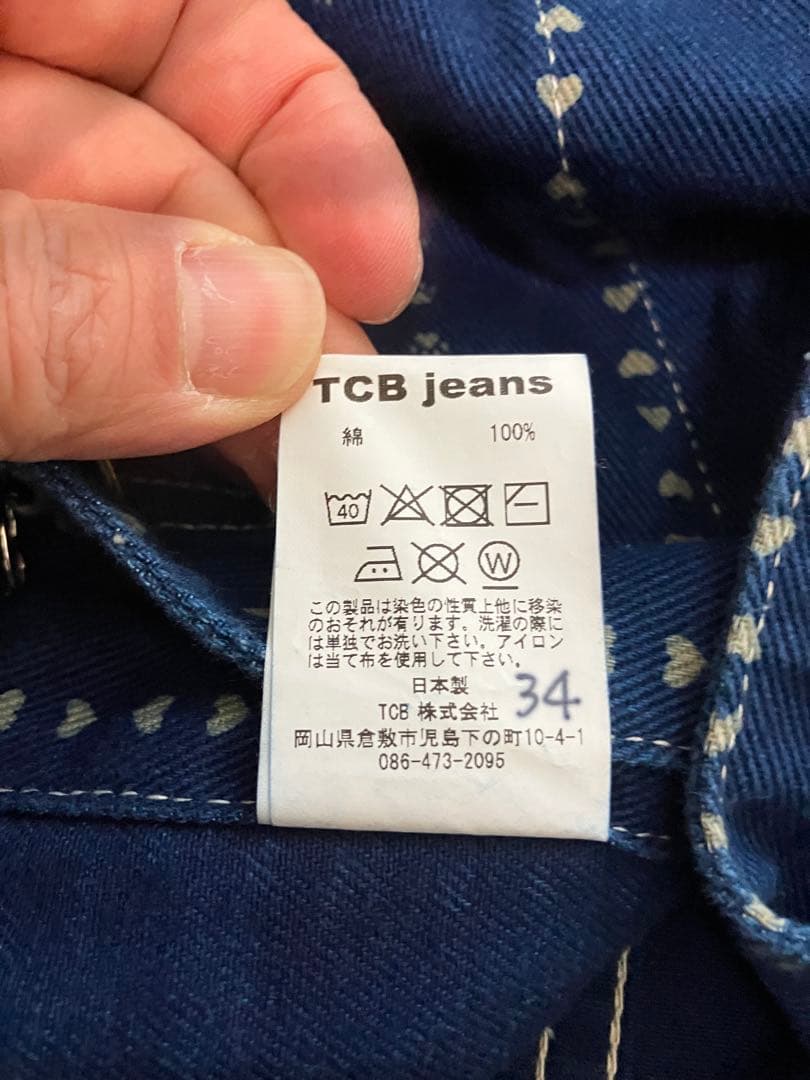 TCB jeans
綿 100%
40
W
この製品は染色の性質上他に移染
のおそれが有ります。洗濯の際に
は単独でお洗い下さい。アイロン
は当て布を使用して下さい。
日本製 34
TCB 株式会社
岡山県倉敷市児島下の町10-4-1
086-473-2095